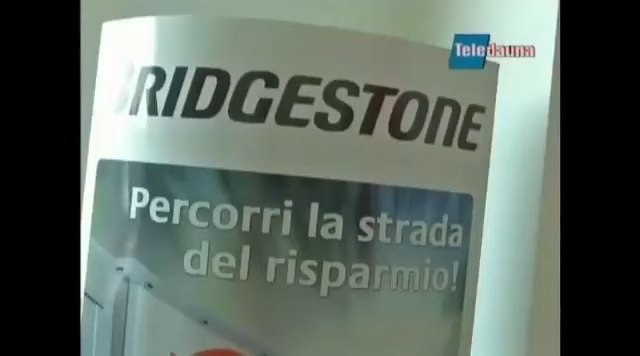 Teledauna
BRIDGESTONE
Percorri la strada
del risparmio!